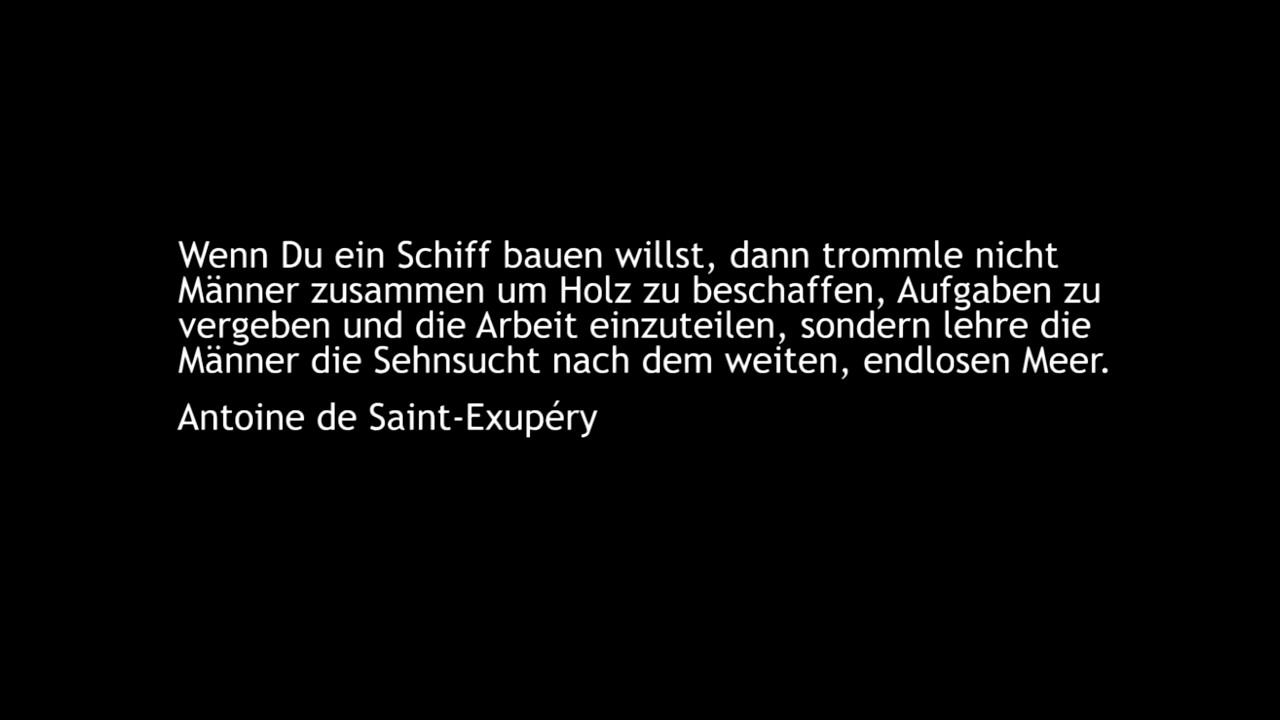 Wenn Du ein Schiff bauen willst, dann trommle nicht
Männer zusammen um Holz zu beschaffen, Aufgaben zu
vergeben und die Arbeit einzuteilen, sondern lehre die
Männer die Sehnsucht nach dem weiten, endlosen Meer.
Antoine de Saint-Exupéry